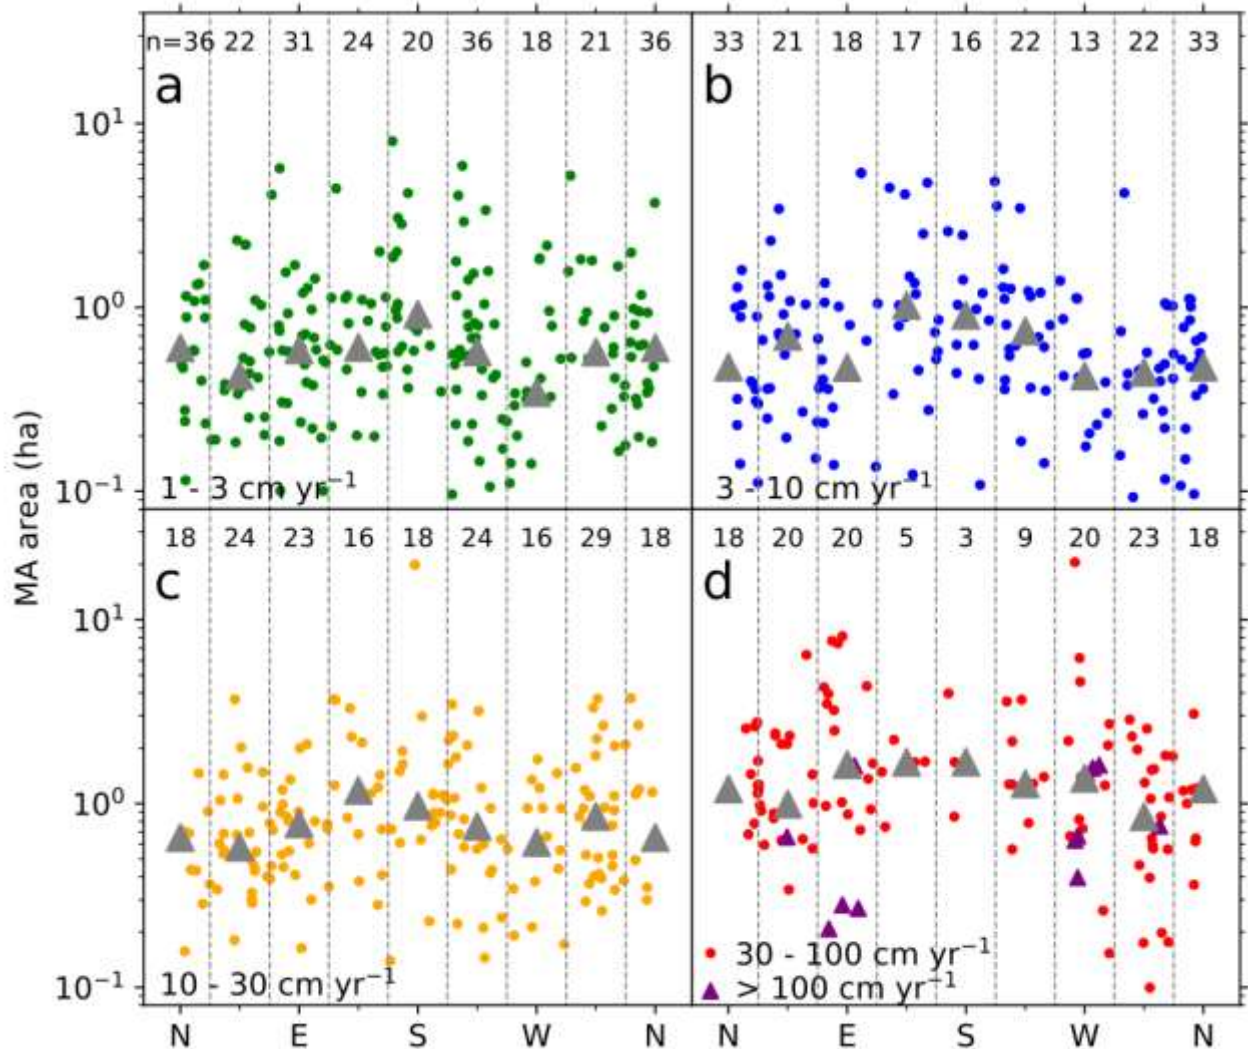 n=36 22 31 24 20 36 18 21 36
33 21 18 17 16 22 13 22 33
a
b
10¹
10⁰
10⁻¹
1 - 3 cm yr⁻¹
3 - 10 cm yr⁻¹
MA area (ha)
18 24 23 16 18 24 16 29 18
18 20 20 5 3 9 20 23 18
c
d
10¹
10⁰
10⁻¹
10 - 30 cm yr⁻¹
30 - 100 cm yr⁻¹
> 100 cm yr⁻¹
N E S W N
N E S W N